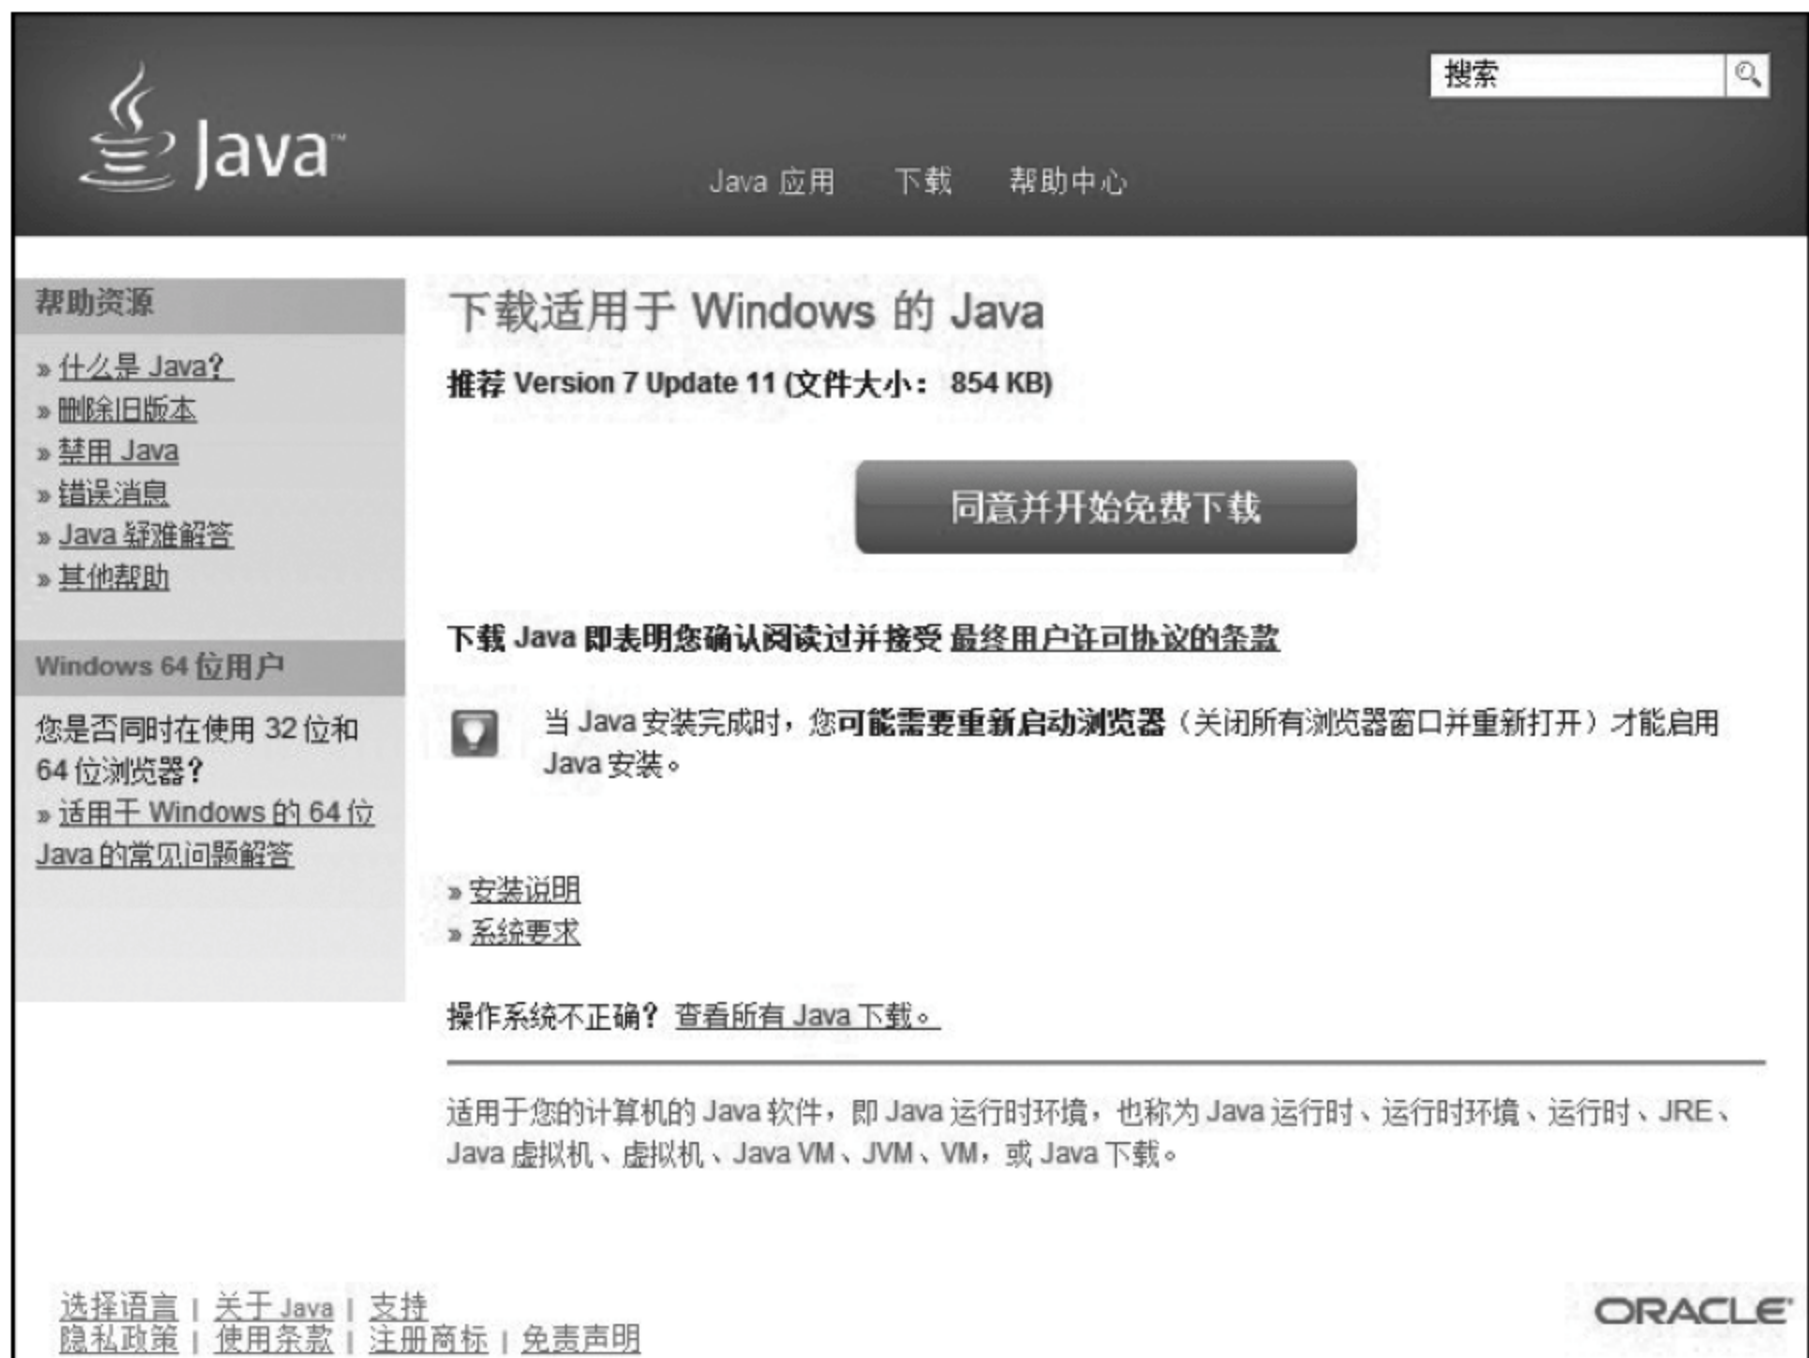 搜索
Java™
Java 应用 下载 帮助中心
帮助资源
» 什么是 Java?
» 删除旧版本
» 禁用 Java
» 错误消息
» Java 疑难解答
» 其他帮助
Windows 64 位用户
您是否同时在使用 32 位和
64 位浏览器?
» 适用于 Windows 的 64 位
Java 的常见问题解答
下载适用于 Windows 的 Java
推荐 Version 7 Update 11 (文件大小: 854 KB)
同意并开始免费下载
下载 Java 即表明您确认阅读过并接受 最终用户许可协议的条款
当 Java 安装完成时，您可能需要重新启动浏览器（关闭所有浏览器窗口并重新打开）才能启用
Java 安装。
» 安装说明
» 系统要求
操作系统不正确? 查看所有 Java 下载。
适用于您的计算机的 Java 软件，即 Java 运行时环境，也称为 Java 运行时、运行时环境、运行时、JRE、
Java 虚拟机、虚拟机、Java VM、JVM、VM，或 Java 下载。
选择语言 | 关于 Java | 支持
隐私政策 | 使用条款 | 注册商标 | 免责声明
ORACLE